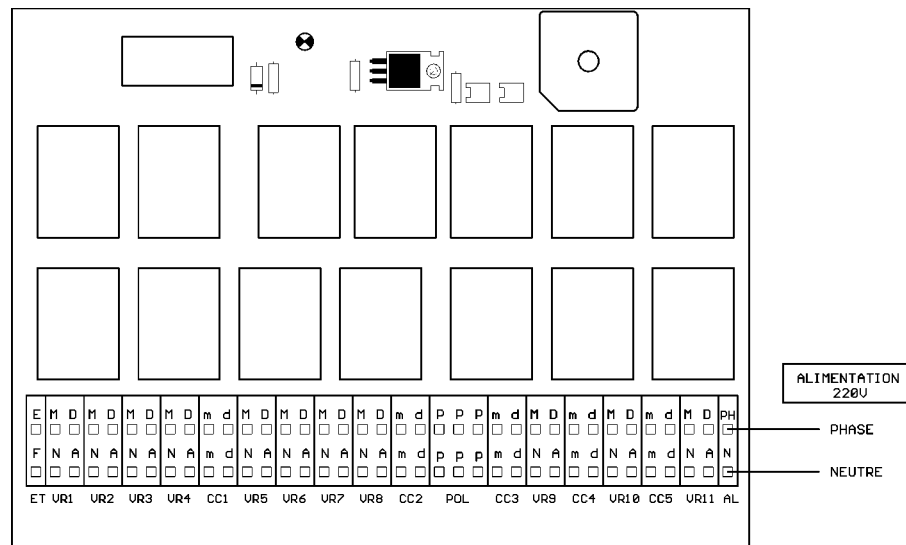 ALIMENTATION
220V
E M D M D M D M D m d M D M D M D M D m d p p p m d M D m d M D m d M D PH
PHASE
F N A N A N A N A m d N A N A N A N A m d p p p m d N A m d N A m d N A N
NEUTRE
ET VR1 VR2 VR3 VR4 CC1 VR5 VR6 VR7 VR8 CC2 POL CC3 VR9 CC4 VR10 CC5 VR11 AL